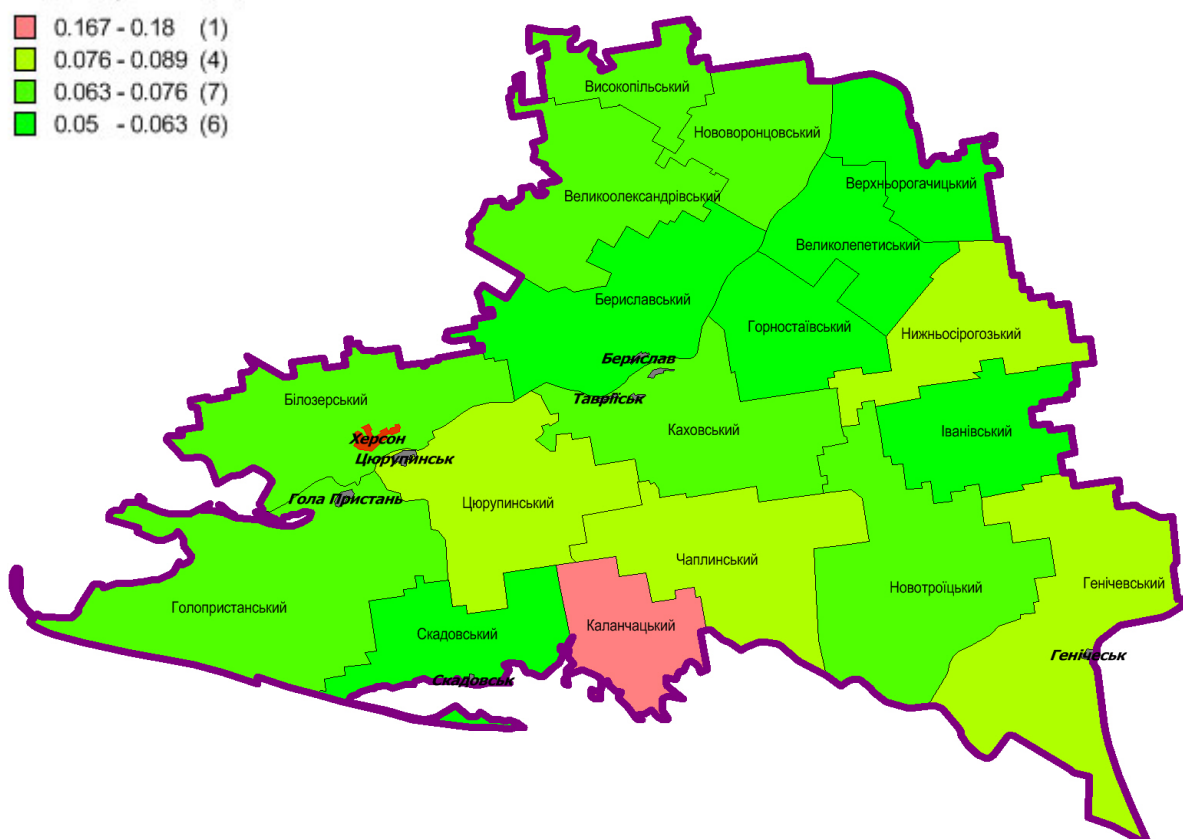 0.167 - 0.18 (1)
0.076 - 0.089 (4)
0.063 - 0.076 (7)
0.05 - 0.063 (6)
Високопільський
Нововоронцовський
Верхньорогачицький
Великоолександрівський
Великолепетиський
Бериславський
Горностаївський
Нижньосірогозький
Берислав
Таврійськ
Білозерський
Каховський
Іванівський
Херсон
Цюрупинськ
Гола Пристань
Цюрупинський
Чаплинський
Генічевський
Новотроїцький
Голопристанський
Каланчацький
Скадовський
Генічеськ
Скадовськ